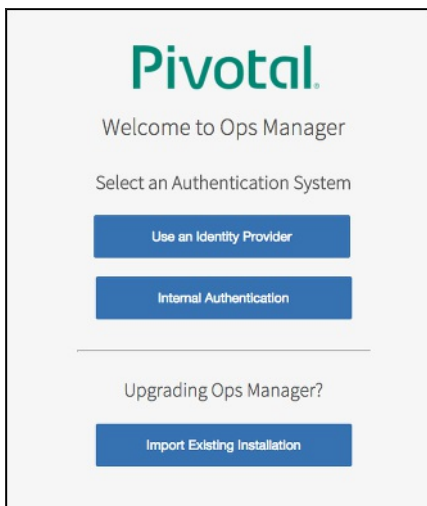 Pivotal.
Welcome to Ops Manager
Select an Authentication System
Use an Identity Provider
Internal Authentication
Upgrading Ops Manager?
Import Existing Installation